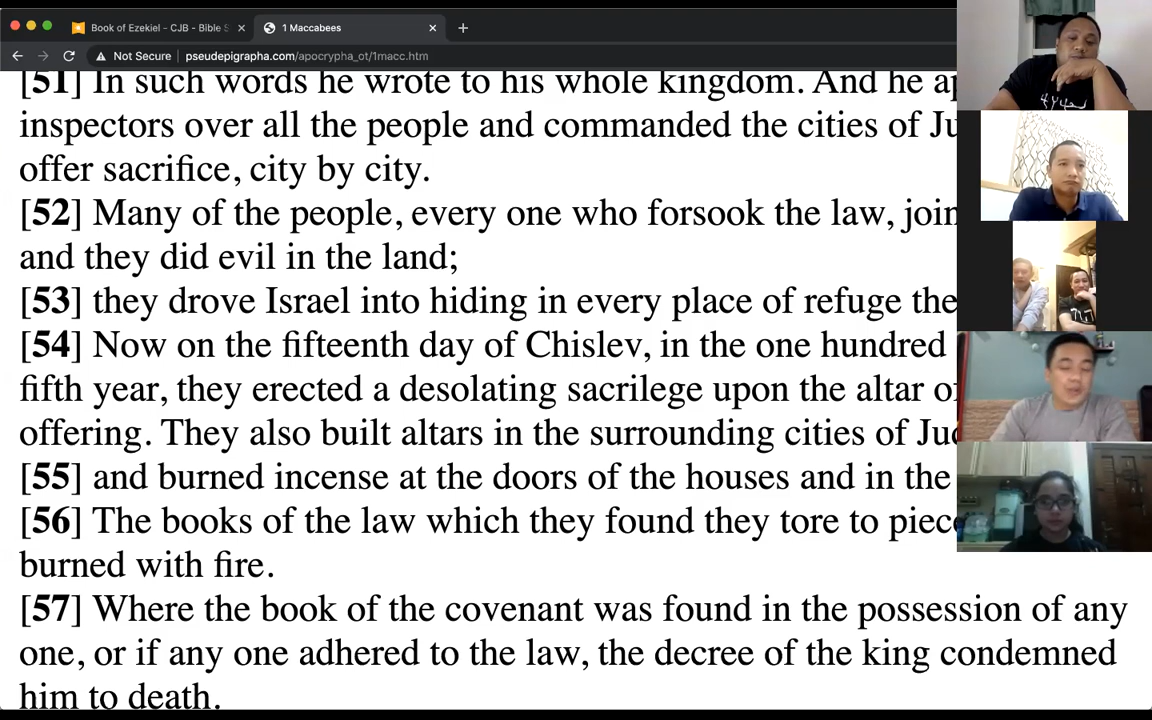 Book of Ezekiel - CJB - Bible
1 Maccabees
Not Secure
pseudepigrapha.com/apocrypha_ot/1macc.htm
[51] In such words he wrote to his whole kingdom. And he
inspectors over all the people and commanded the cities of
offer sacrifice, city by city.
[52] Many of the people, every one who forsook the law,
and they did evil in the land;
[53] they drove Israel into hiding in every place of refuge
[54] Now on the fifteenth day of Chislev, in the one hundred
fifth year, they erected a desolating sacrilege upon the altar
offering. They also built altars in the surrounding cities of
[55] and burned incense at the doors of the houses and in the
[56] The books of the law which they found they tore to
burned with fire.
[57] Where the book of the covenant was found in the possession of any
one, or if any one adhered to the law, the decree of the king condemned
him to death.